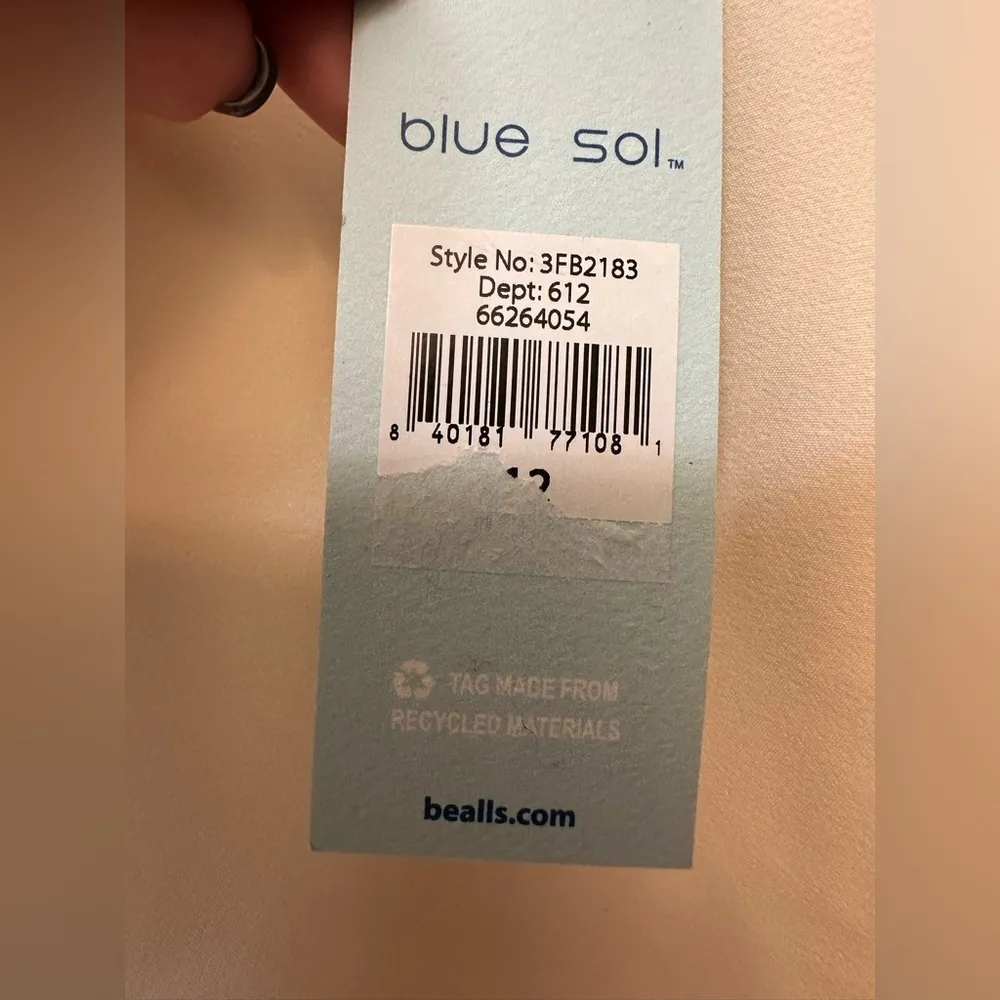 blue sol™
Style No: 3FB2183
Dept: 612
66264054
8 40181 77108 1
12
TAG MADE FROM
RECYCLED MATERIALS
bealls.com